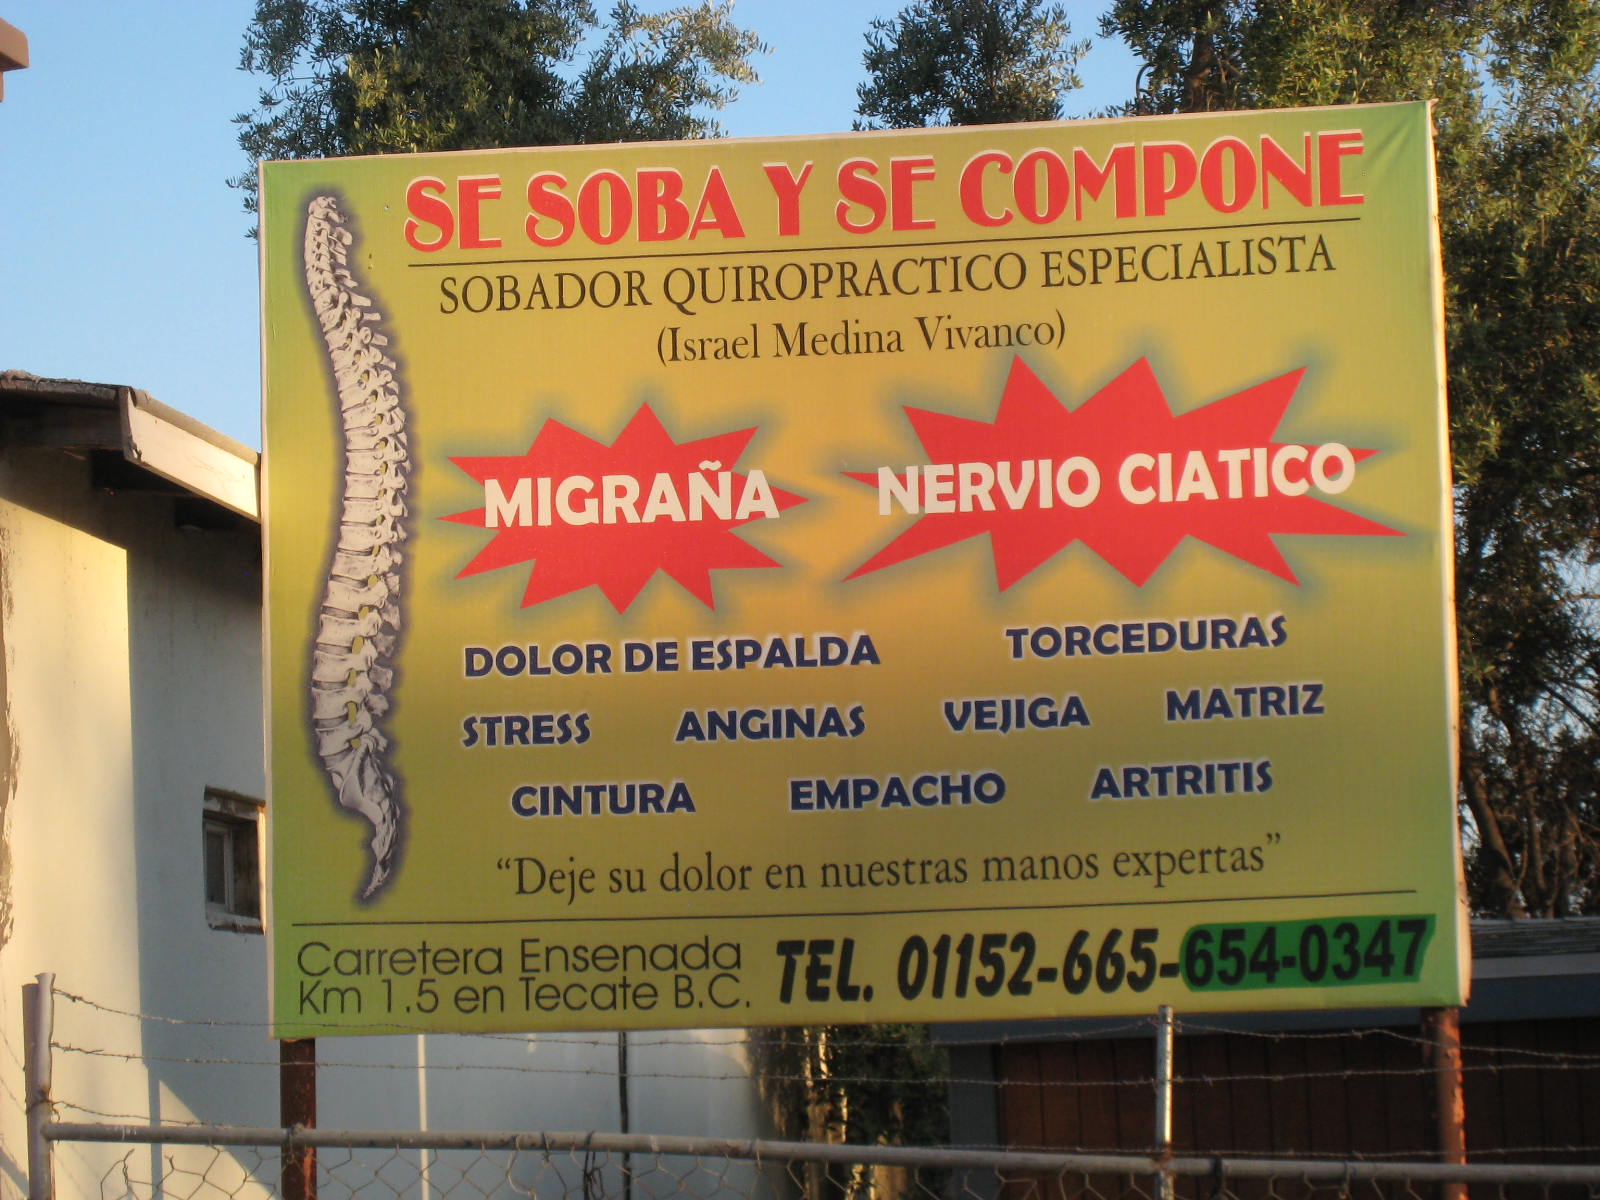 SE SOBA Y SE COMPONE
SOBADOR QUIROPRACTICO ESPECIALISTA
(Israel Medina Vivanco)
MIGRAÑA NERVIO CIATICO
DOLOR DE ESPALDA TORCEDURAS
STRESS ANGINAS VEJIGA MATRIZ
CINTURA EMPACHO ARTRITIS
“Deje su dolor en nuestras manos expertas”
Carretera Ensenada
Km 1.5 en Tecate B.C.
TEL. 01152-665-654-0347